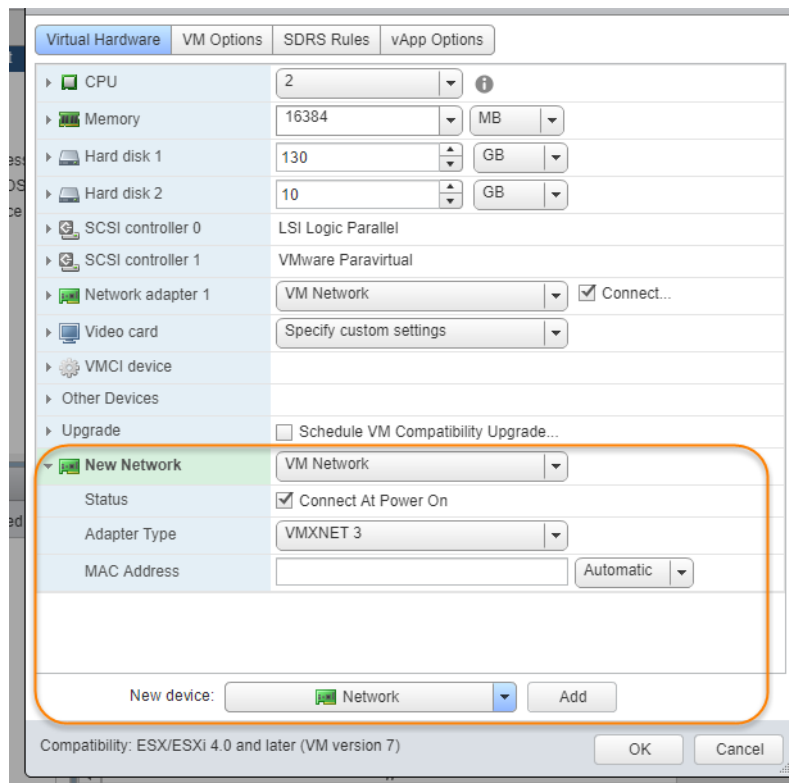 Virtual Hardware VM Options SDRS Rules vApp Options
CPU 2
Memory 16384 MB
Hard disk 1 130 GB
Hard disk 2 10 GB
SCSI controller 0 LSI Logic Parallel
SCSI controller 1 VMware Paravirtual
Network adapter 1 VM Network Connect...
Video card Specify custom settings
VMCI device
Other Devices
Upgrade Schedule VM Compatibility Upgrade...
New Network VM Network
Status Connect At Power On
Adapter Type VMXNET 3
MAC Address Automatic
New device: Network Add
Compatibility: ESX/ESXi 4.0 and later (VM version 7) OK Cancel